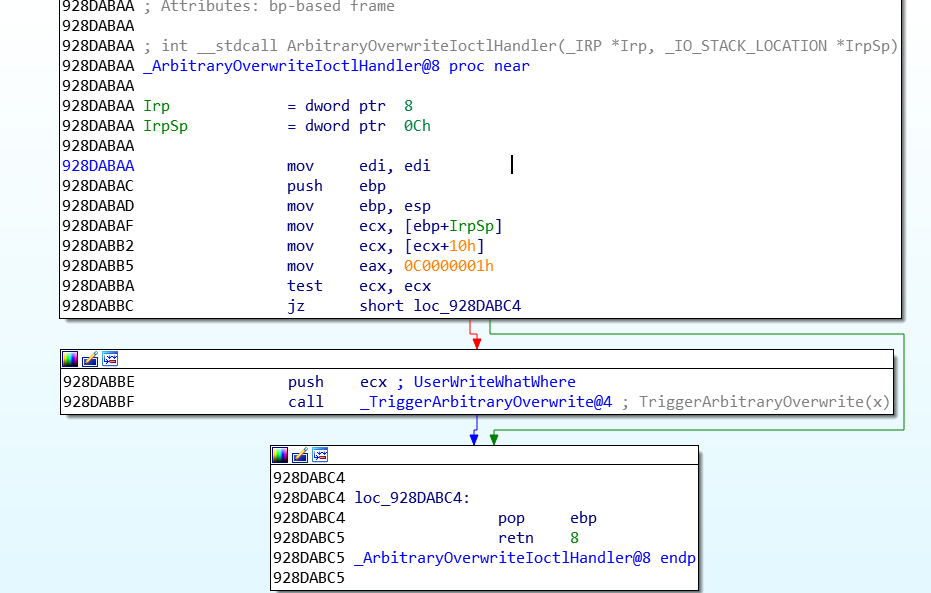 928DABAA ; Attributes: bp-based frame
928DABAA
928DABAA ; int __stdcall ArbitraryOverwriteIoctlHandler(_IRP *Irp, _IO_STACK_LOCATION *IrpSp)
928DABAA _ArbitraryOverwriteIoctlHandler@8 proc near
928DABAA
928DABAA Irp = dword ptr 8
928DABAA IrpSp = dword ptr 0Ch
928DABAA
928DABAA mov edi, edi
928DABAC push ebp
928DABAD mov ebp, esp
928DABAF mov ecx, [ebp+IrpSp]
928DABB2 mov ecx, [ecx+10h]
928DABB5 mov eax, 0C0000001h
928DABBA test ecx, ecx
928DABBC jz short loc_928DABC4
928DABBE push ecx ; UserWriteWhatWhere
928DABBF call _TriggerArbitraryOverwrite@4 ; TriggerArbitraryOverwrite(x)
928DABC4
928DABC4 loc_928DABC4:
928DABC4 pop ebp
928DABC5 retn 8
928DABC5 _ArbitraryOverwriteIoctlHandler@8 endp
928DABC5